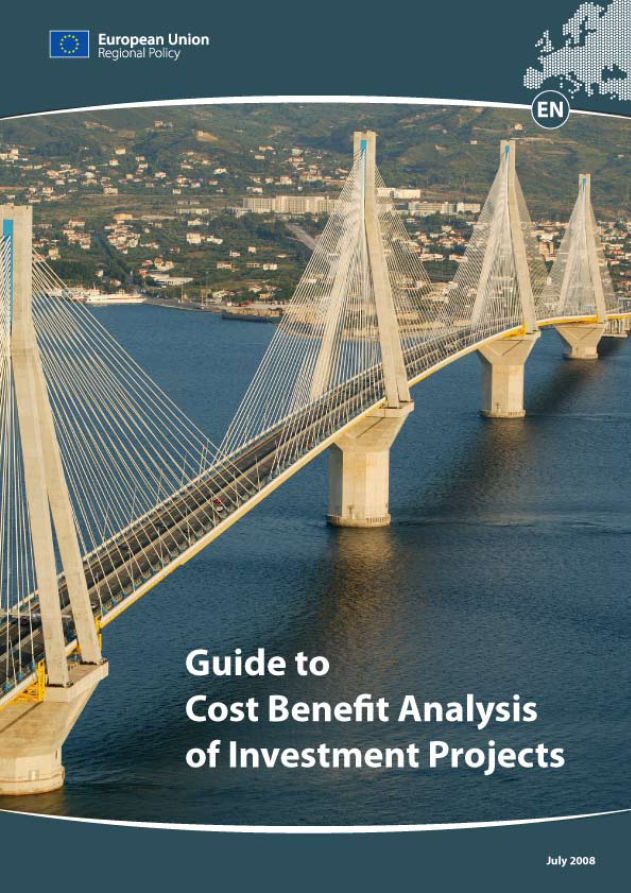 European Union
Regional Policy
EN
Guide to
Cost Benefit Analysis
of Investment Projects
July 2008